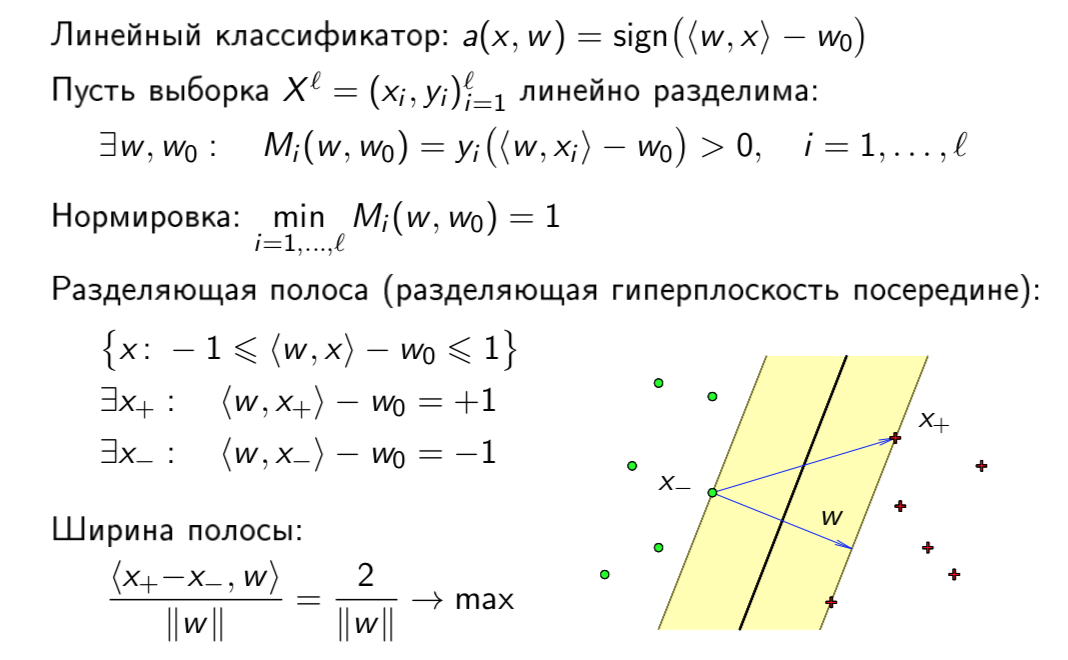 Линейный классификатор: a(x, w) = sign(⟨w, x⟩ − w₀)
Пусть выборка X^ℓ = (xᵢ, yᵢ)ᵢ₌₁^ℓ линейно разделима:
∃w, w₀ : Mᵢ(w, w₀) = yᵢ(⟨w, xᵢ⟩ − w₀) > 0, i = 1, . . . , ℓ
Нормировка: min Mᵢ(w, w₀) = 1
i=1,...,ℓ
Разделяющая полоса (разделяющая гиперплоскость посередине):
{x : − 1 ⩽ ⟨w, x⟩ − w₀ ⩽ 1}
∃x₊ : ⟨w, x₊⟩ − w₀ = +1
∃x₋ : ⟨w, x₋⟩ − w₀ = −1
Ширина полосы:
⟨x₊−x₋ , w⟩ / ‖w‖ = 2 / ‖w‖ → max
x₊
x₋
w